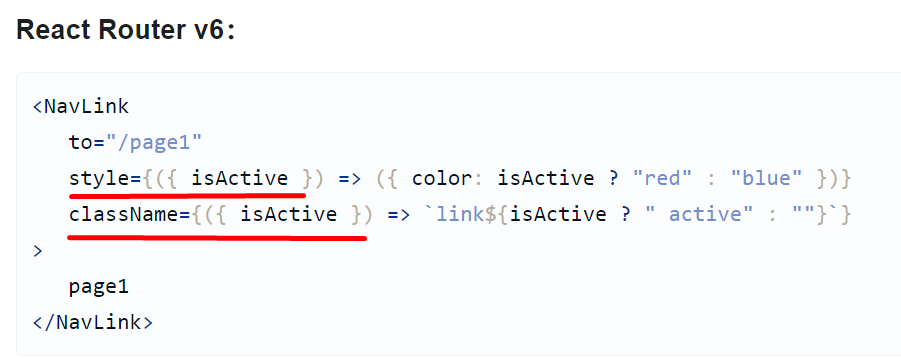 React Router v6：
<NavLink
   to="/page1"
   style={({ isActive }) => ({ color: isActive ? "red" : "blue" })}
   className={({ isActive }) => `link${isActive ? " active" : ""}`}
>
   page1
</NavLink>